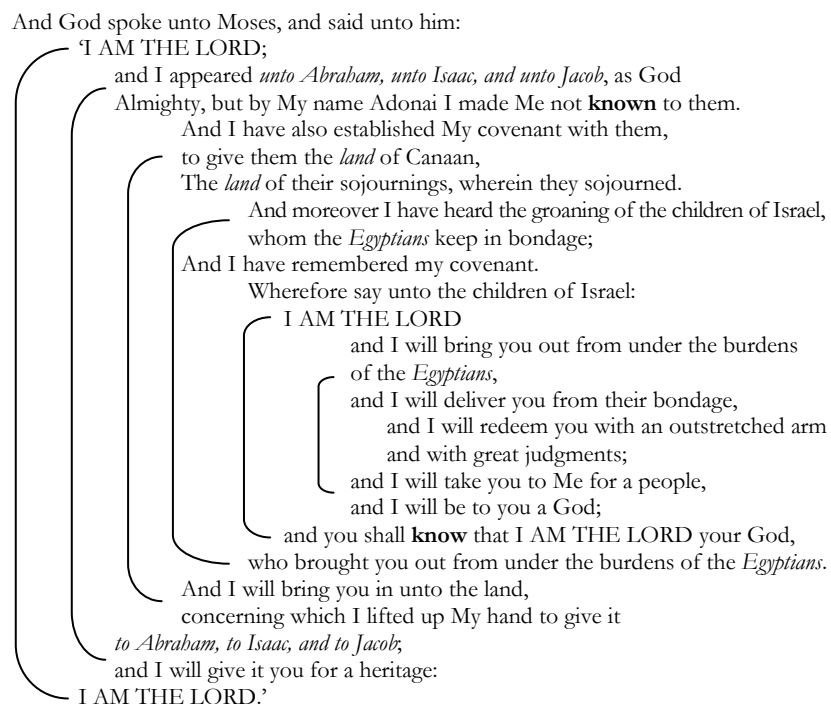 And God spoke unto Moses, and said unto him:
‘I AM THE LORD;
and I appeared unto Abraham, unto Isaac, and unto Jacob, as God
Almighty, but by My name Adonai I made Me not known to them.
And I have also established My covenant with them,
to give them the land of Canaan,
The land of their sojournings, wherein they sojourned.
And moreover I have heard the groaning of the children of Israel,
whom the Egyptians keep in bondage;
And I have remembered my covenant.
Wherefore say unto the children of Israel:
I AM THE LORD
and I will bring you out from under the burdens
of the Egyptians,
and I will deliver you from their bondage,
and I will redeem you with an outstretched arm
and with great judgments;
and I will take you to Me for a people,
and I will be to you a God;
and you shall know that I AM THE LORD your God,
who brought you out from under the burdens of the Egyptians.
And I will bring you in unto the land,
concerning which I lifted up My hand to give it
to Abraham, to Isaac, and to Jacob;
and I will give it you for a heritage:
I AM THE LORD.’